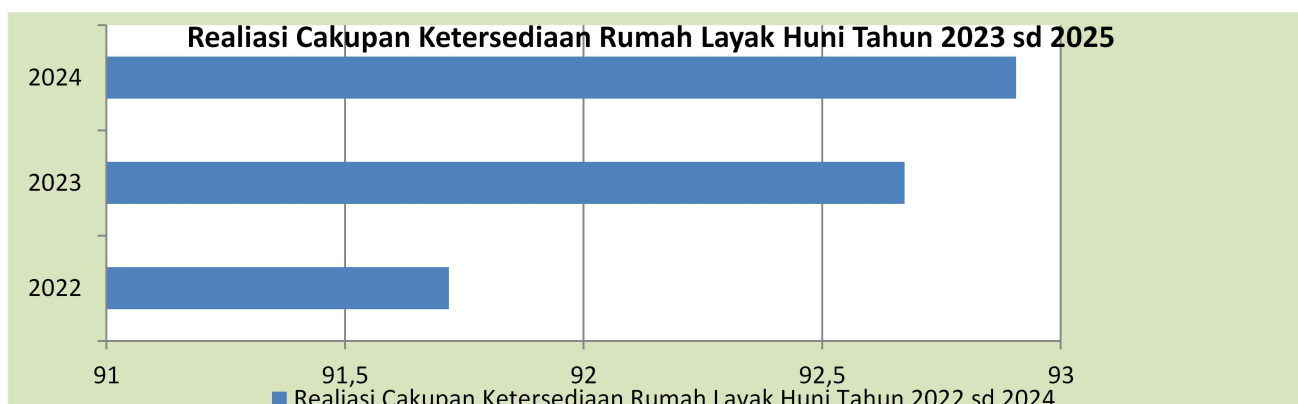 Realiasi Cakupan Ketersediaan Rumah Layak Huni Tahun 2023 sd 2025
2024
2023
2022
91 91,5 92 92,5 93
Realiasi Cakupan Ketersediaan Rumah Layak Huni Tahun 2022 sd 2024